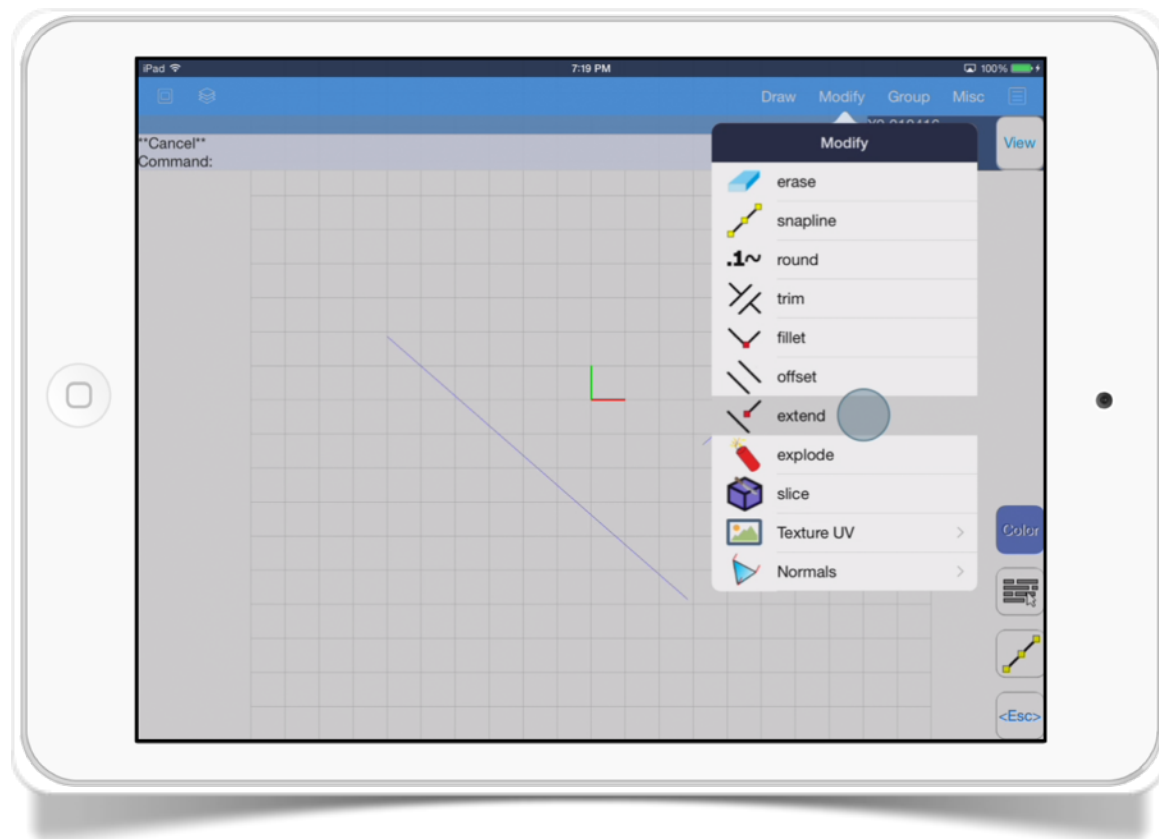 iPad 7:19 PM 100%
Draw Modify Group Misc
**Cancel**
Command:
View
Modify
erase
snapline
.1~ round
trim
fillet
offset
extend
explode
slice
Texture UV
Normals
Color
<Esc>